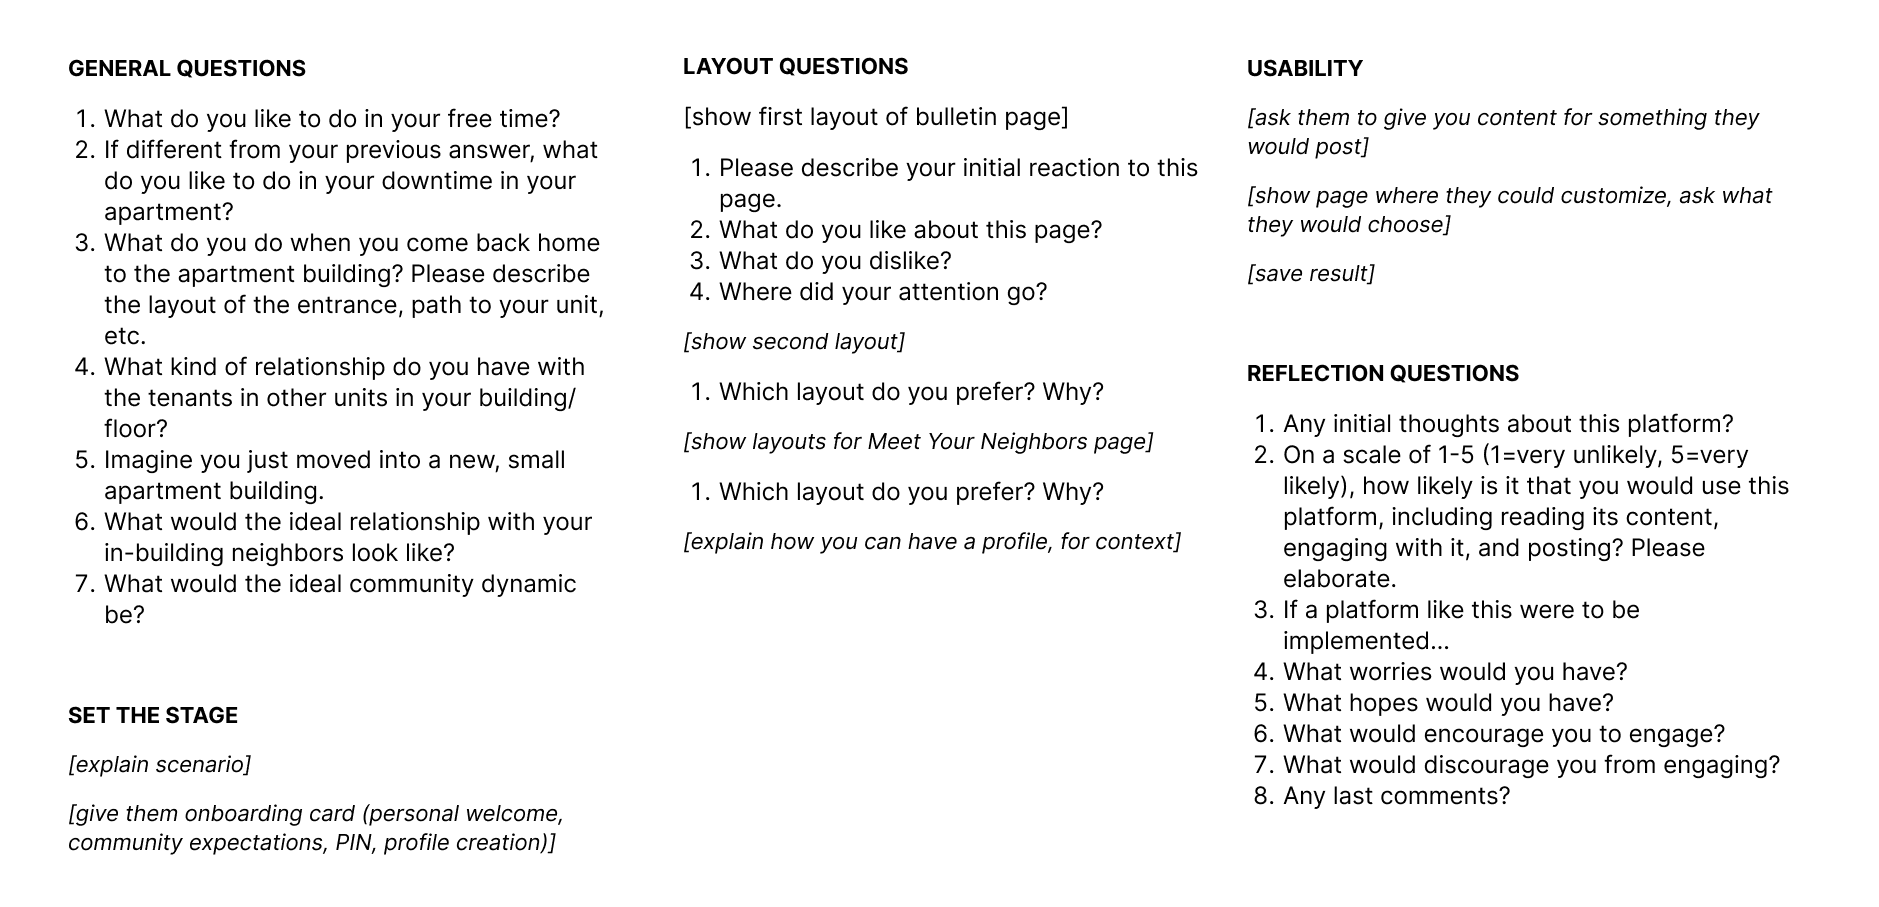 GENERAL QUESTIONS
1. What do you like to do in your free time?
2. If different from your previous answer, what
do you like to do in your downtime in your
apartment?
3. What do you do when you come back home
to the apartment building? Please describe
the layout of the entrance, path to your unit,
etc.
4. What kind of relationship do you have with
the tenants in other units in your building/
floor?
5. Imagine you just moved into a new, small
apartment building.
6. What would the ideal relationship with your
in-building neighbors look like?
7. What would the ideal community dynamic
be?
SET THE STAGE
[explain scenario]
[give them onboarding card (personal welcome,
community expectations, PIN, profile creation)]
LAYOUT QUESTIONS
[show first layout of bulletin page]
1. Please describe your initial reaction to this
page.
2. What do you like about this page?
3. What do you dislike?
4. Where did your attention go?
[show second layout]
1. Which layout do you prefer? Why?
[show layouts for Meet Your Neighbors page]
1. Which layout do you prefer? Why?
[explain how you can have a profile, for context]
USABILITY
[ask them to give you content for something they
would post]
[show page where they could customize, ask what
they would choose]
[save result]
REFLECTION QUESTIONS
1. Any initial thoughts about this platform?
2. On a scale of 1-5 (1=very unlikely, 5=very
likely), how likely is it that you would use this
platform, including reading its content,
engaging with it, and posting? Please
elaborate.
3. If a platform like this were to be
implemented...
4. What worries would you have?
5. What hopes would you have?
6. What would encourage you to engage?
7. What would discourage you from engaging?
8. Any last comments?